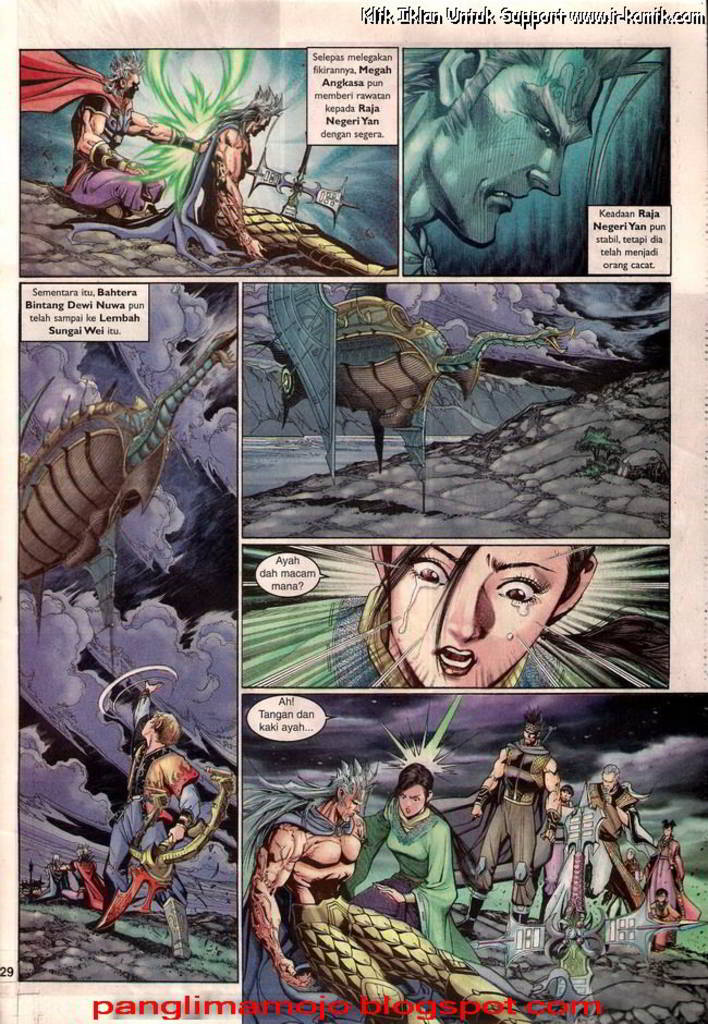 Klik Iklan Untuk Support www.ir-komik.com
Selepas melegakan
fikirannya, Megah
Angkasa pun
memberi rawatan
kepada Raja
Negeri Yan
dengan segera.
Keadaan Raja
Negeri Yan pun
stabil, tetapi dia
telah menjadi
orang cacat.
Sementara itu, Bahtera
Bintang Dewi Nuwa pun
telah sampai ke Lembah
Sungai Wei itu.
Ayah
dah macam
mana?
Ah!
Tangan dan
kaki ayah...
29
panglimamojo blogspot com